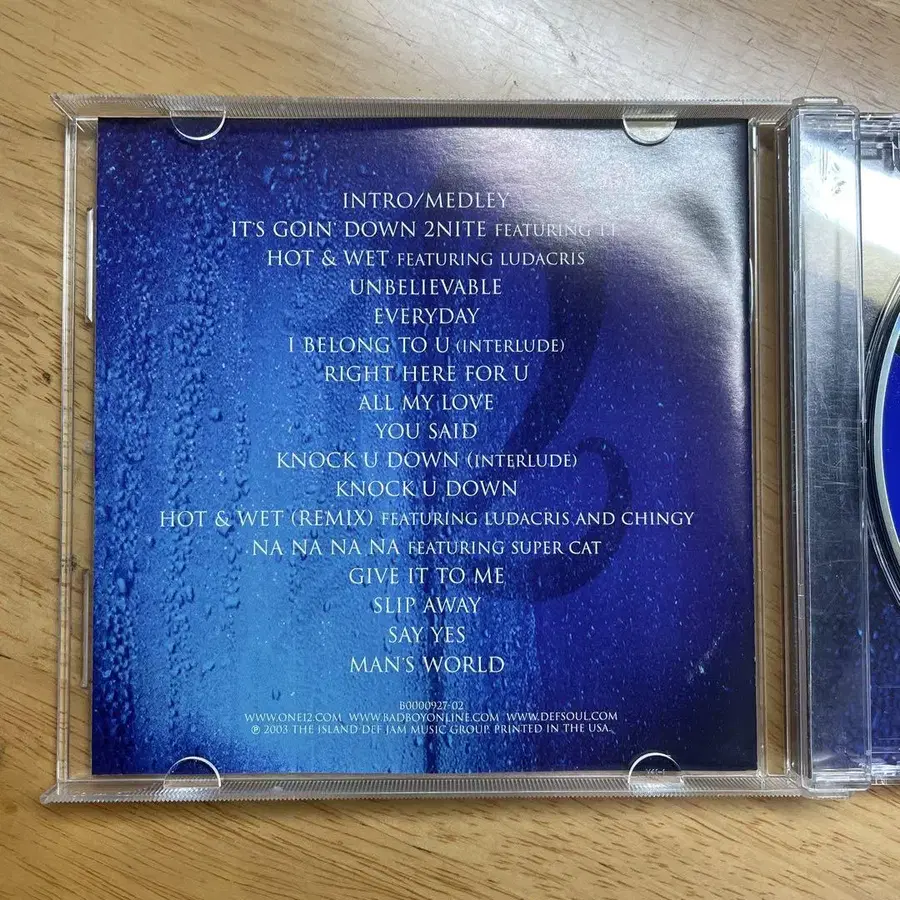 INTRO/MEDLEY
IT'S GOIN' DOWN 2NITE FEATURING
HOT & WET FEATURING LUDACRIS
UNBELIEVABLE
EVERYDAY
I BELONG TO U (INTERLUDE)
RIGHT HERE FOR U
ALL MY LOVE
YOU SAID
KNOCK U DOWN (INTERLUDE)
KNOCK U DOWN
HOT & WET (REMIX) FEATURING LUDACRIS AND CHINGY
NA NA NA NA FEATURING SUPER CAT
GIVE IT TO ME
SLIP AWAY
SAY YES
MAN'S WORLD
B0000927-02
WWW.ONE12.COM WWW.BADBOYONLINE.COM WWW.DEFSOUL.COM
℗ 2003 THE ISLAND DEF JAM MUSIC GROUP. PRINTED IN THE USA.